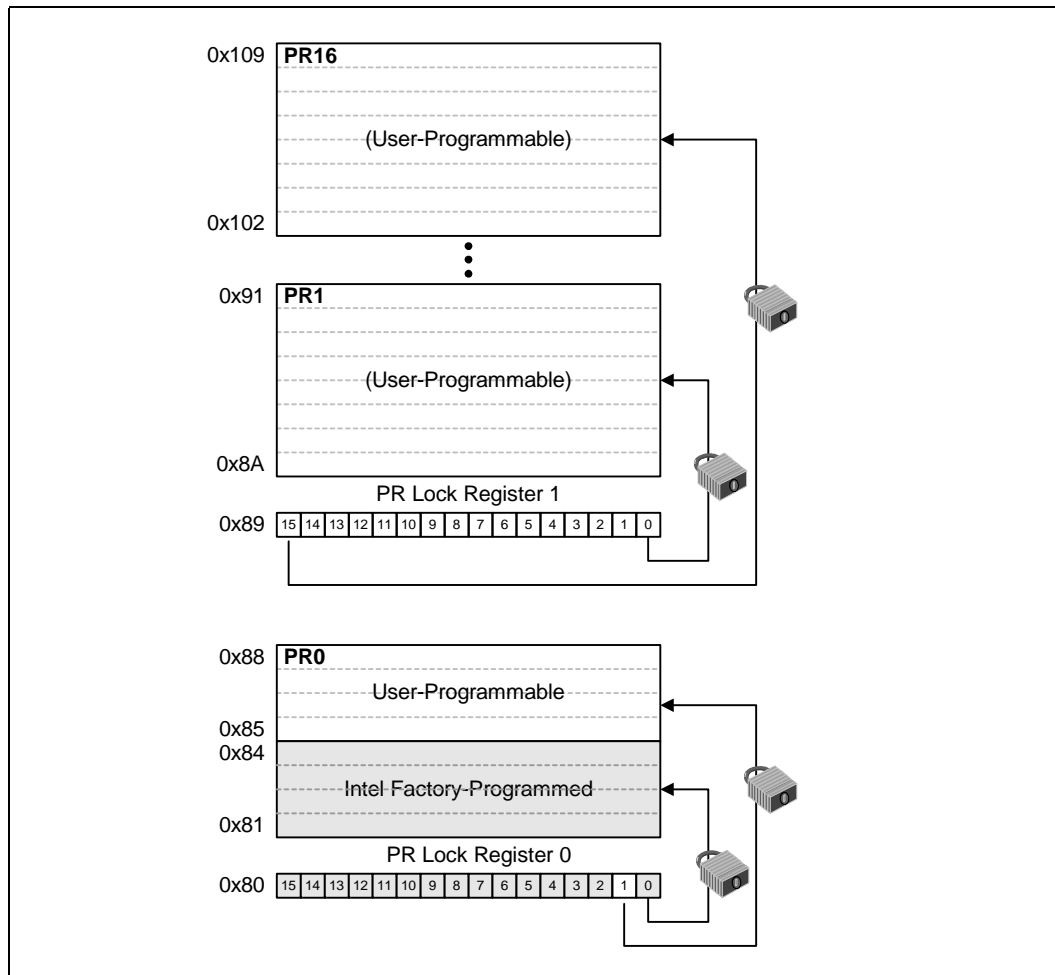 0x109
PR16
(User-Programmable)
0x102
0x91
PR1
(User-Programmable)
0x8A
PR Lock Register 1
0x89
15 14 13 12 11 10 9 8 7 6 5 4 3 2 1 0
0x88
PR0
User-Programmable
0x85
0x84
Intel Factory-Programmed
0x81
PR Lock Register 0
0x80
15 14 13 12 11 10 9 8 7 6 5 4 3 2 1 0